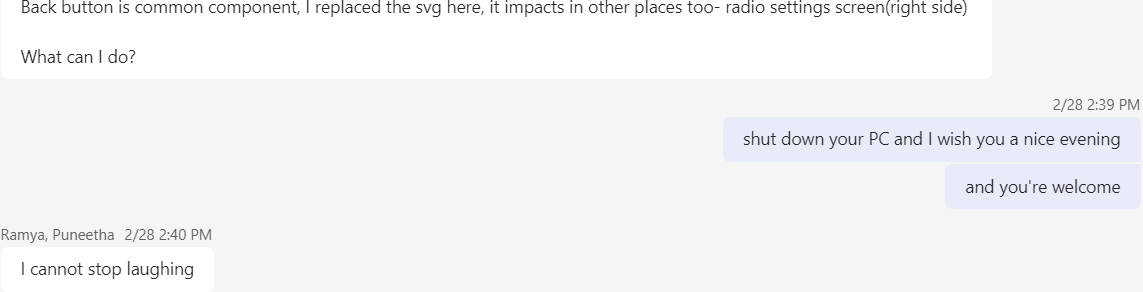 Back button is common component, I replaced the svg here, it impacts in other places too- radio settings screen(right side)
What can I do?
2/28 2:39 PM
shut down your PC and I wish you a nice evening
and you're welcome
Ramya, Puneetha 2/28 2:40 PM
I cannot stop laughing